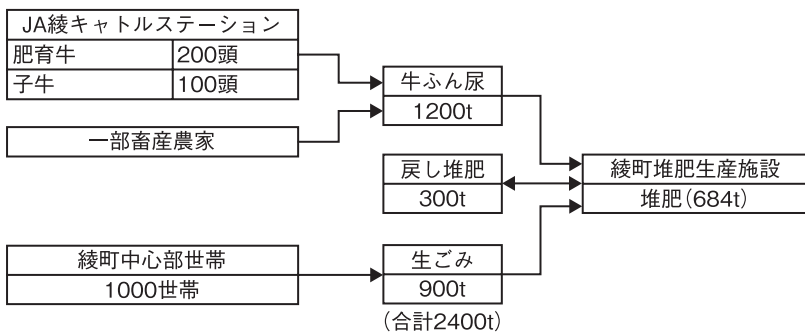 JA綾キャトルステーション
肥育牛 200頭
子牛 100頭
一部畜産農家
牛ふん尿
1200t
戻し堆肥
300t
綾町堆肥生産施設
堆肥(684t)
綾町中心部世帯
1000世帯
生ごみ
900t
(合計2400t)